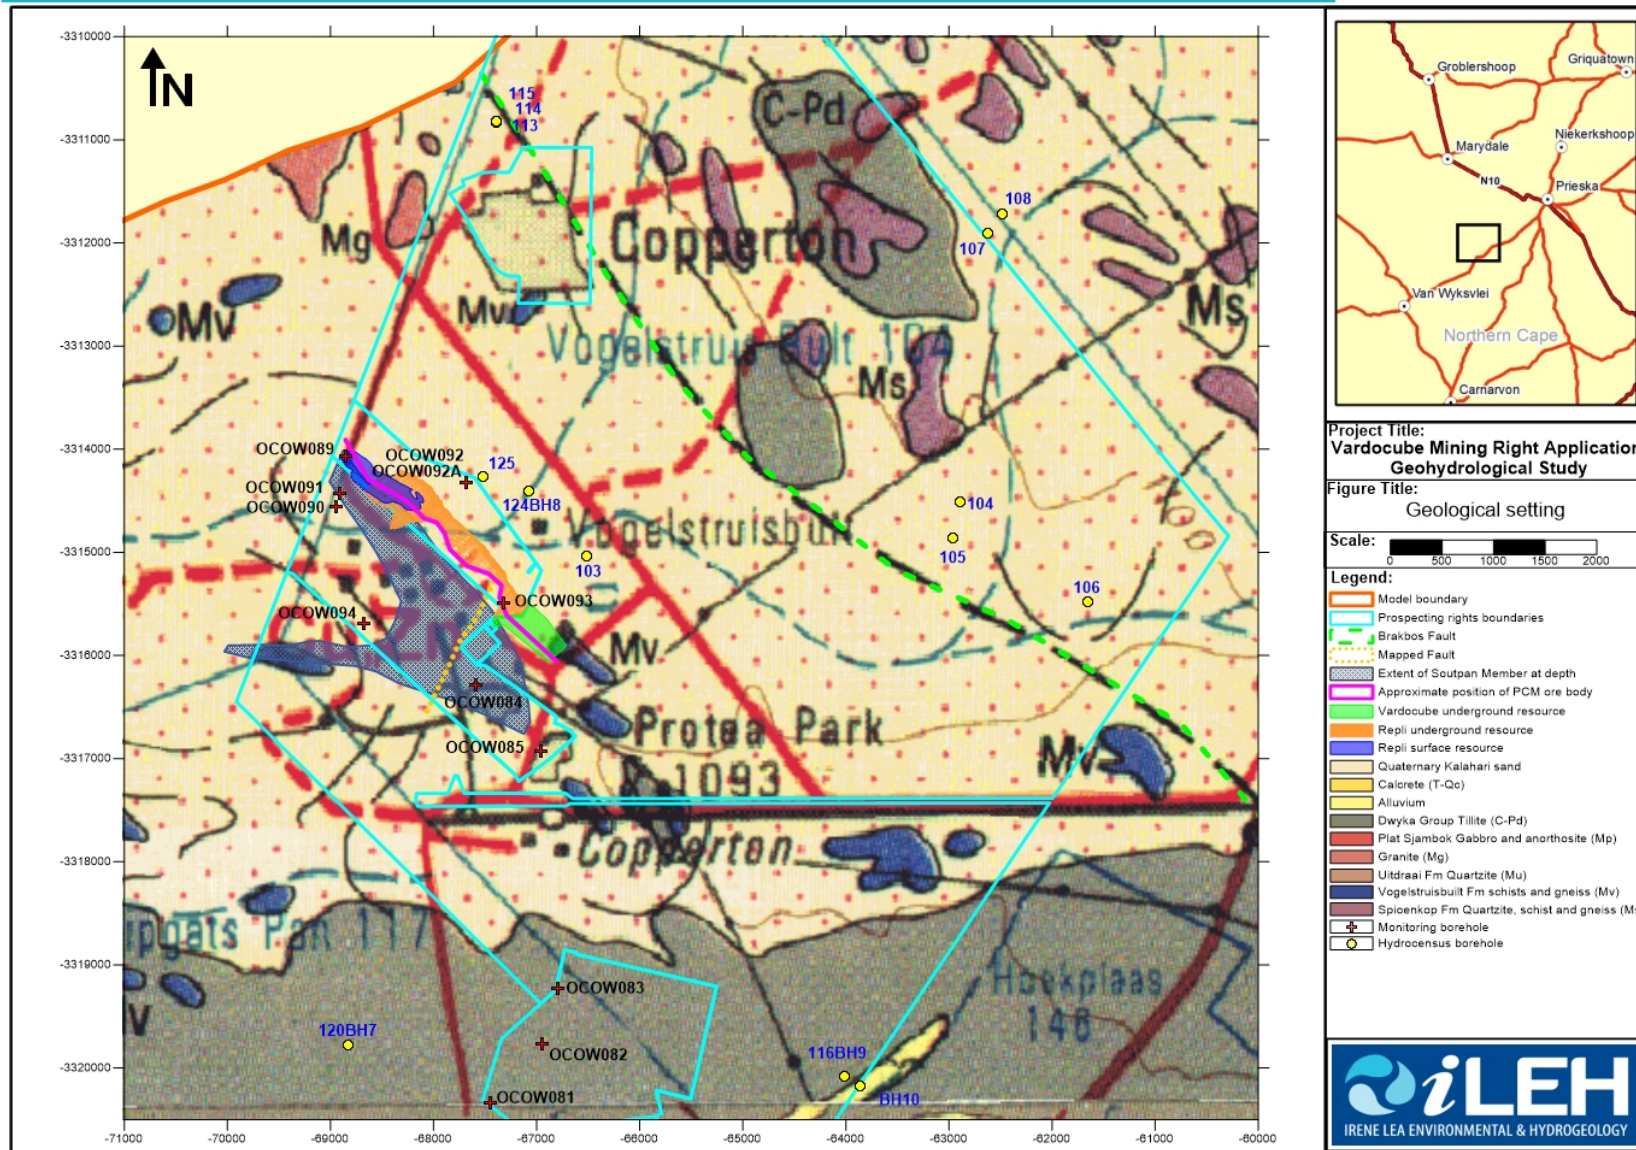 -3310000
-3311000
-3312000
-3313000
-3314000
-3315000
-3316000
-3317000
-3318000
-3319000
-3320000
-71000
-70000
-69000
-68000
-67000
-66000
-65000
-64000
-63000
-62000
-61000
-60000
N
115
114
113
C-Pd
108
107
Mg
Copperton
Mv
Mv
Ms
Vogelstruis Bult 104
Ms
OCOW089
OCOW092
OCOW092A
125
OCOW091
OCOW090
124BH8
104
Vogelstruisbult
105
103
106
OCOW093
OCOW094
Mv
OCOW084
Protea Park
OCOW085
1093
Mv
Copperton
OCOW083
Hoekplaas
146
120BH7
OCOW082
116BH9
OCOW081
BH10
Groblershoop
Griquatown
Niekerkshoop
Marydale
N10
Prieska
Van Wyksvlei
Northern Cape
Carnarvon
Project Title:
Vardocube Mining Right Application
Geohydrological Study
Figure Title:
Geological setting
Scale:
0 500 1000 1500 2000
Legend:
Model boundary
Prospecting rights boundaries
Brakbos Fault
Mapped Fault
Extent of Soutpan Member at depth
Approximate position of PCM ore body
Vardocube underground resource
Repli underground resource
Repli surface resource
Quaternary Kalahari sand
Calcrete (T-Qc)
Alluvium
Dwyka Group Tillite (C-Pd)
Plat Sjambok Gabbro and anorthosite (Mp)
Granite (Mg)
Uitdraai Fm Quartzite (Mu)
Vogelstruisbuilt Fm schists and gneiss (Mv)
Spioenkop Fm Quartzite, schist and gneiss (Ms
Monitoring borehole
Hydrocensus borehole
iLEH
IRENE LEA ENVIRONMENTAL & HYDROGEOLOGY